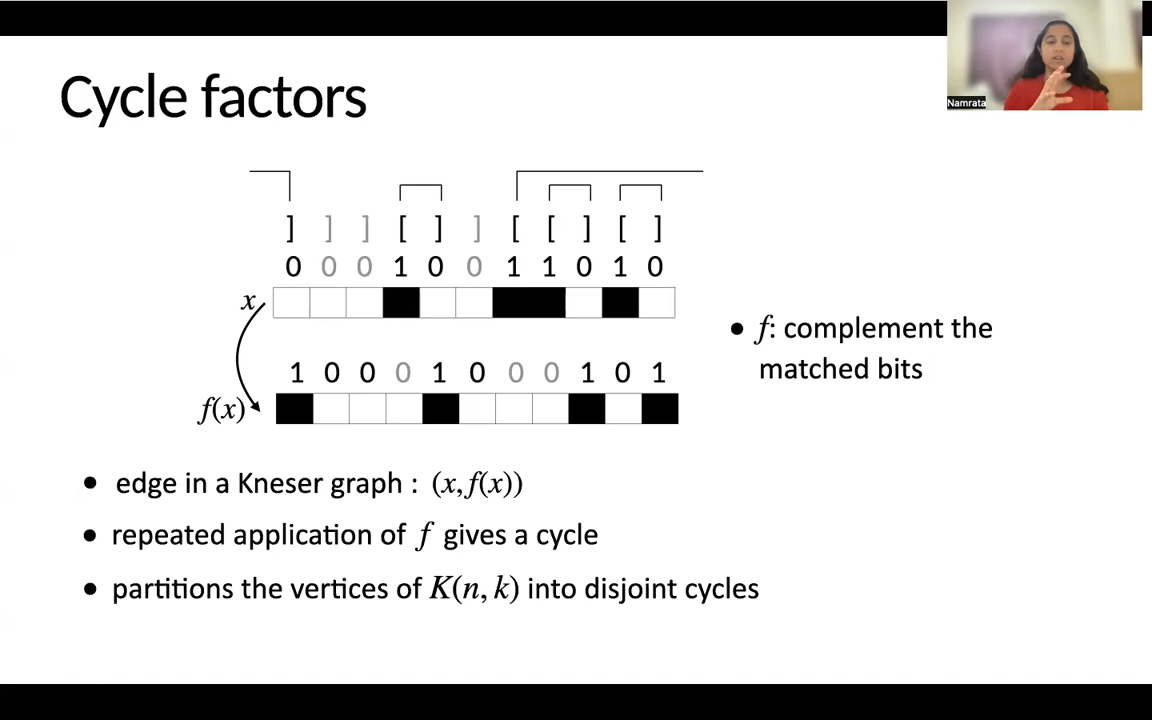 Namrata
Cycle factors
] ] ] [ ] ] [ [ ] [ ]
0 0 0 1 0 0 1 1 0 1 0
x
• f: complement the
matched bits
1 0 0 0 1 0 0 0 1 0 1
f(x)
• edge in a Kneser graph : (x, f(x))
• repeated application of f gives a cycle
• partitions the vertices of K(n, k) into disjoint cycles